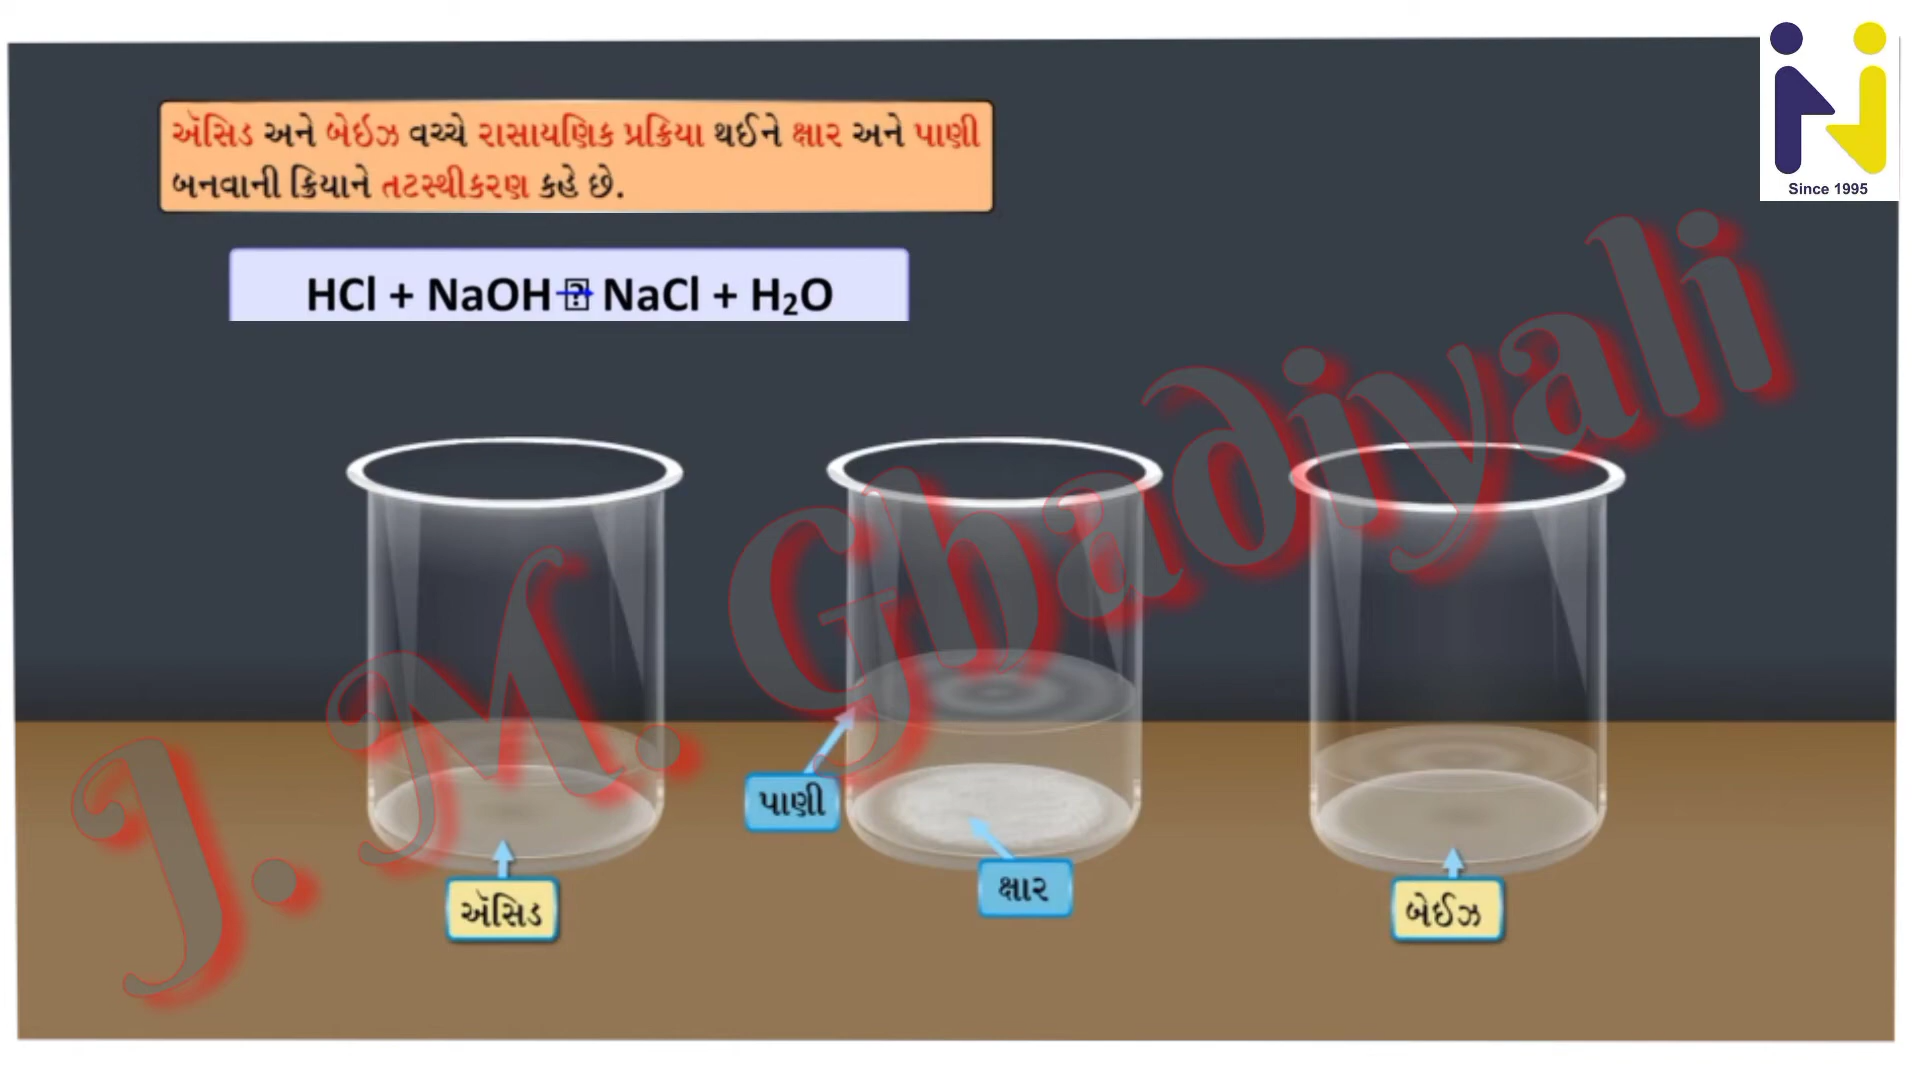 Since 1995
ઍસિડ અને બેઇઝ વચ્ચે રાસાયણિક પ્રક્રિયા થઈને ક્ષાર અને પાણી
બનવાની ક્રિયાને તટસ્થીકરણ કહે છે.
HCl + NaOH → NaCl + H₂O
J. M. Ghadiyali
પાણી
ક્ષાર
ઍસિડ
બેઈઝ